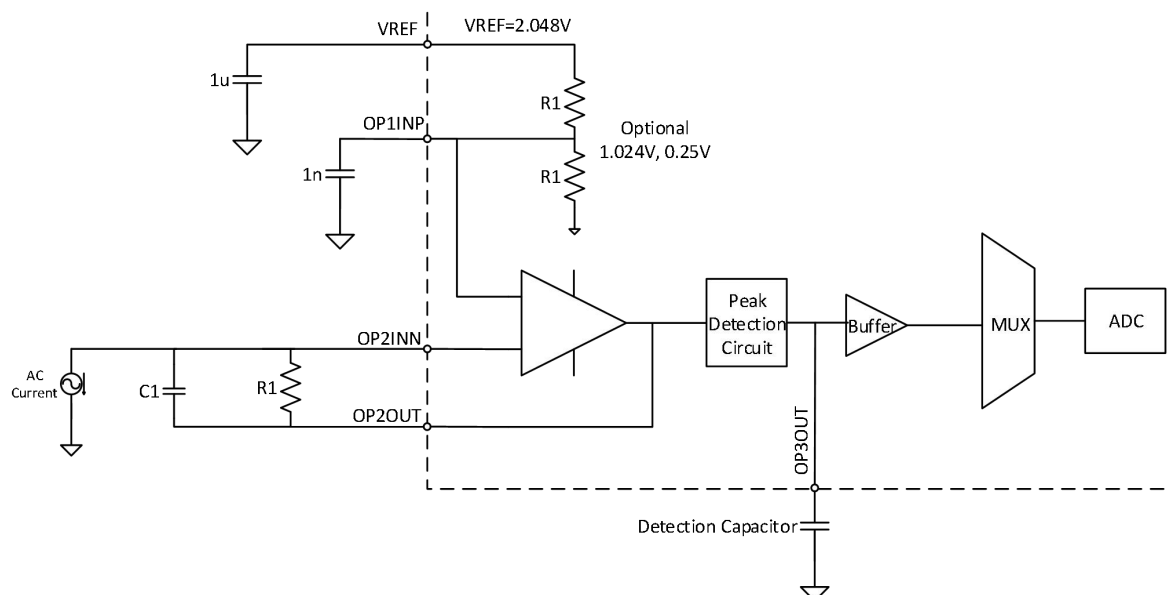 VREF
VREF=2.048V
1u
R1
OP1INP
Optional
1.024V, 0.25V
1n
R1
Peak
Detection
Circuit
Buffer
MUX
ADC
OP2INN
AC
Current
C1
R1
OP2OUT
OP3OUT
Detection Capacitor